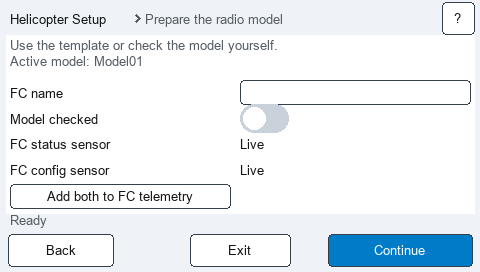 Helicopter Setup > Prepare the radio model ?
Use the template or check the model yourself.
Active model: Model01
FC name
Model checked
FC status sensor Live
FC config sensor Live
Add both to FC telemetry
Ready
Back Exit Continue